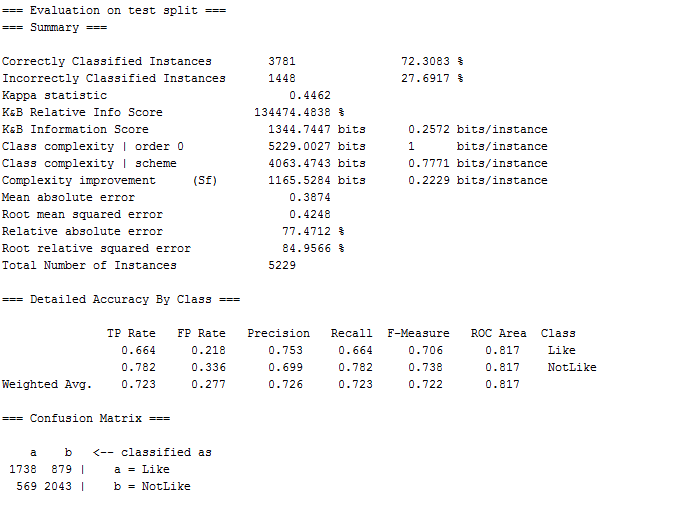 === Evaluation on test split ===
=== Summary ===
Correctly Classified Instances 3781 72.3083 %
Incorrectly Classified Instances 1448 27.6917 %
Kappa statistic 0.4462
K&B Relative Info Score 134474.4838 %
K&B Information Score 1344.7447 bits 0.2572 bits/instance
Class complexity | order 0 5229.0027 bits 1 bits/instance
Class complexity | scheme 4063.4743 bits 0.7771 bits/instance
Complexity improvement (Sf) 1165.5284 bits 0.2229 bits/instance
Mean absolute error 0.3874
Root mean squared error 0.4248
Relative absolute error 77.4712 %
Root relative squared error 84.9566 %
Total Number of Instances 5229
=== Detailed Accuracy By Class ===
TP Rate FP Rate Precision Recall F-Measure ROC Area Class
0.664 0.218 0.753 0.664 0.706 0.817 Like
0.782 0.336 0.699 0.782 0.738 0.817 NotLike
Weighted Avg. 0.723 0.277 0.726 0.723 0.722 0.817
=== Confusion Matrix ===
a b <-- classified as
1738 879 | a = Like
569 2043 | b = NotLike